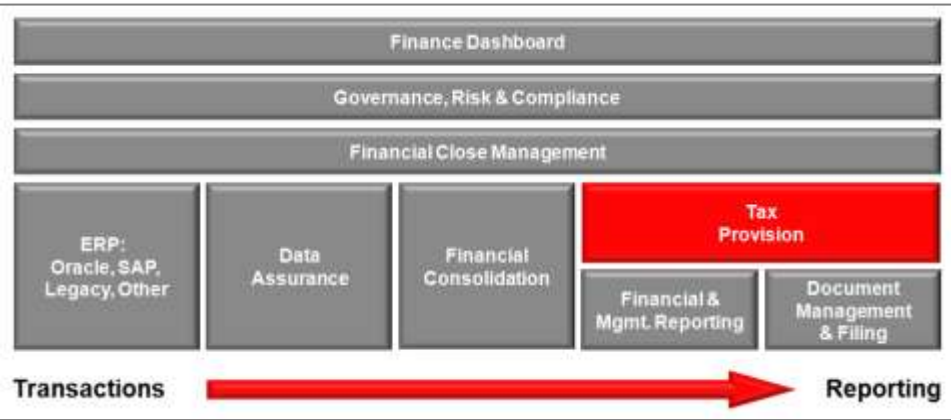 Finance Dashboard
Governance, Risk & Compliance
Financial Close Management
ERP:
Oracle, SAP,
Legacy, Other
Data
Assurance
Financial
Consolidation
Tax
Provision
Financial &
Mgmt. Reporting
Document
Management
& Filing
Transactions
Reporting